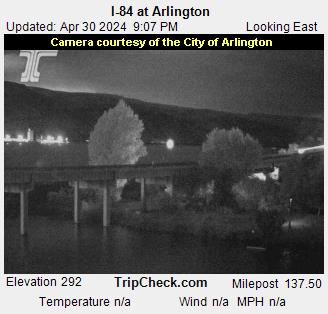 I-84 at Arlington
Updated: Apr 30 2024 9:07 PM Looking East
Camera courtesy of the City of Arlington
Elevation 292 TripCheck.com Milepost 137.50
Temperature n/a Wind n/a MPH n/a